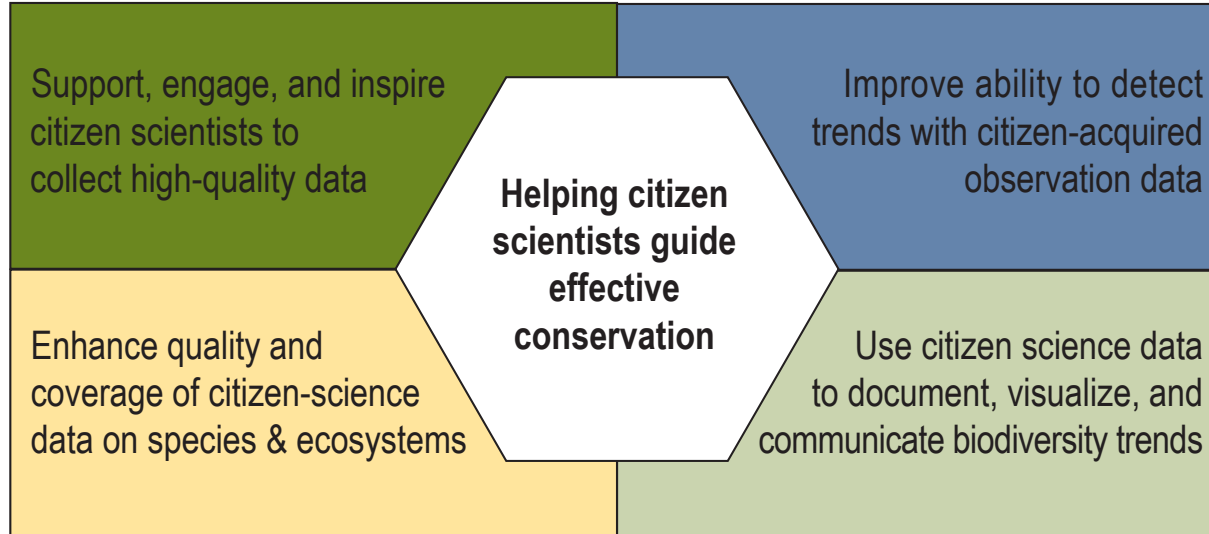 Support, engage, and inspire
citizen scientists to
collect high-quality data
Improve ability to detect
trends with citizen-acquired
observation data
Helping citizen
scientists guide
effective
conservation
Enhance quality and
coverage of citizen-science
data on species & ecosystems
Use citizen science data
to document, visualize, and
communicate biodiversity trends